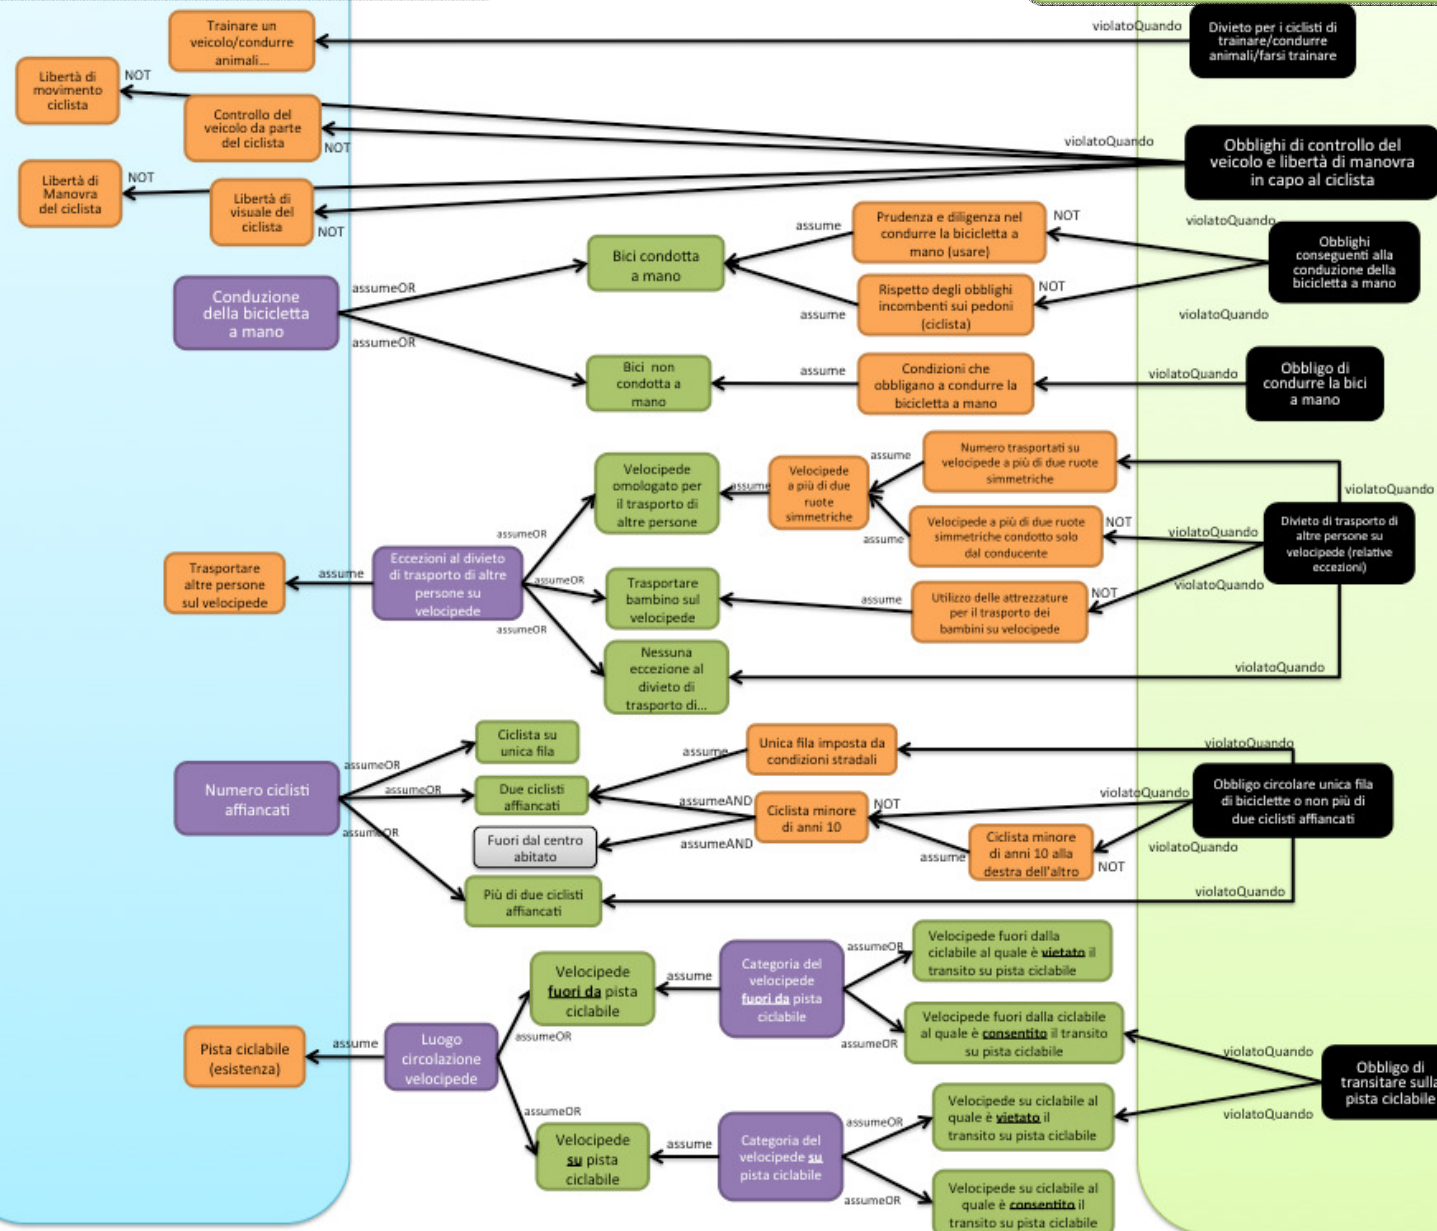 Trainare un
veicolo/condurre
animali...
violatoQuando
Divieto per i ciclisti di
trainare/condurre
animali/farsi trainare
Libertà di
movimento
ciclista
NOT
Controllo del
veicolo da parte
del ciclista
NOT
violatoQuando
Obblighi di controllo del
veicolo e libertà di manovra
in capo al ciclista
Libertà di
Manovra
del ciclista
NOT
Libertà di
visuale del
ciclista
NOT
Conduzione
della bicicletta
a mano
assumeOR
assumeOR
Bici condotta
a mano
assume
assume
Prudenza e diligenza nel
condurre la bicicletta a
mano (usare)
NOT
Rispetto degli obblighi
incombenti sui pedoni
(ciclista)
NOT
violatoQuando
violatoQuando
Obblighi
conseguenti alla
conduzione della
bicicletta a mano
Bici non
condotta a
mano
assume
Condizioni che
obbligano a condurre la
bicicletta a mano
violatoQuando
Obbligo di
condurre la bici
a mano
Trasportare
altre persone
sul velocipede
assume
Eccezioni al divieto
di trasporto di altre
persone su
velocipede
assumeOR
assumeOR
assumeOR
Velocipede
omologato per
il trasporto di
altre persone
assume
Velocipede
a più di due
ruote
simmetriche
assume
assume
Numero trasportati su
velocipede a più di due ruote
simmetriche
Velocipede a più di due ruote
simmetriche condotto solo
dal conducente
NOT
Trasportare
bambino sul
velocipede
assume
Utilizzo delle attrezzature
per il trasporto dei
bambini su velocipede
NOT
Nessuna
eccezione al
divieto di
trasporto di...
violatoQuando
violatoQuando
violatoQuando
violatoQuando
Divieto di trasporto di
altre persone su
velocipede (relative
eccezioni)
Numero ciclisti
affiancati
assumeOR
assumeOR
assumeOR
Ciclista su
unica fila
Due ciclisti
affiancati
Fuori dal centro
abitato
Più di due ciclisti
affiancati
assume
assumeAND
assumeAND
Unica fila imposta da
condizioni stradali
Ciclista minore
di anni 10
NOT
assume
Ciclista minore
di anni 10 alla
destra dell'altro
NOT
violatoQuando
violatoQuando
violatoQuando
violatoQuando
Obbligo circolare unica fila
di biciclette o non più di
due ciclisti affiancati
Pista ciclabile
(esistenza)
assume
Luogo
circolazione
velocipede
assumeOR
assumeOR
Velocipede
fuori da pista
ciclabile
assume
Categoria del
velocipede
fuori da pista
ciclabile
assumeOR
assumeOR
Velocipede fuori dalla
ciclabile al quale è vietato il
transito su pista ciclabile
Velocipede fuori dalla ciclabile
al quale è consentito il transito
su pista ciclabile
Velocipede
su pista
ciclabile
assume
Categoria del
velocipede su
pista ciclabile
assumeOR
assumeOR
Velocipede su ciclabile al
quale è vietato il
transito su pista ciclabile
Velocipede su ciclabile al
quale è consentito il
transito su pista ciclabile
violatoQuando
violatoQuando
Obbligo di
transitare sulla
pista ciclabile